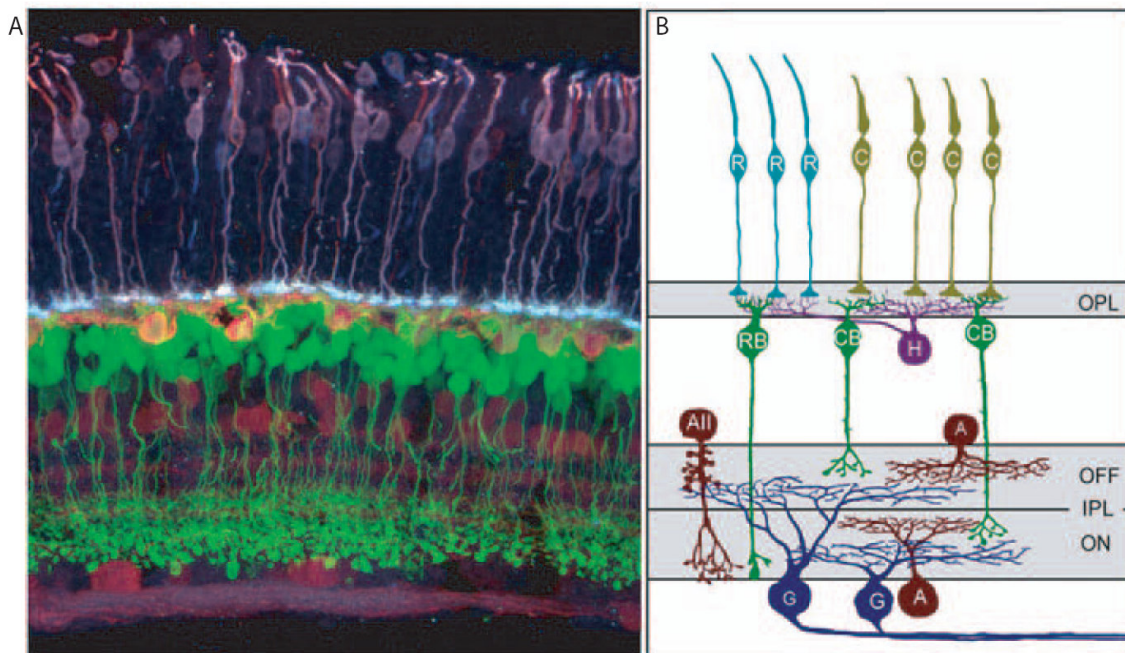 A
B
R R R C C C C
OPL
RB CB H CB
AII A
OFF
IPL
ON
G G A